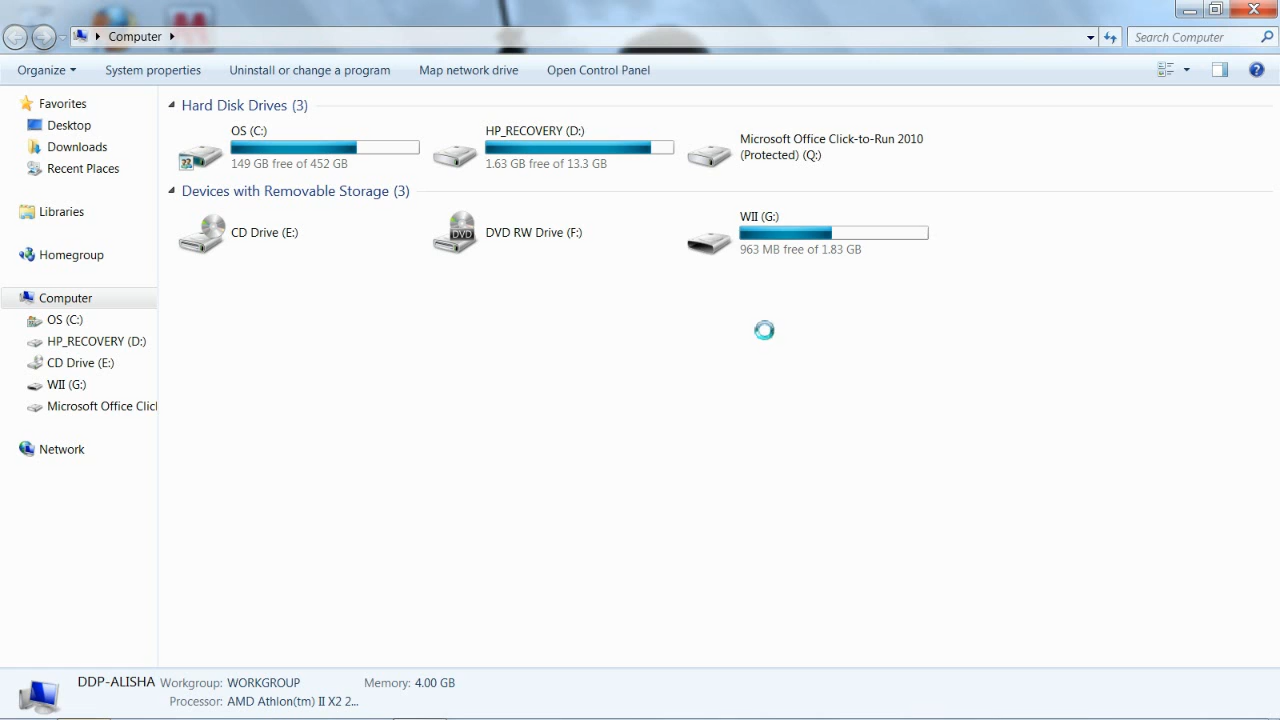 Computer
Search Computer
Organize
System properties
Uninstall or change a program
Map network drive
Open Control Panel
Favorites
Desktop
Downloads
Recent Places
Libraries
Homegroup
Computer
OS (C:)
HP_RECOVERY (D:)
CD Drive (E:)
WII (G:)
Microsoft Office Clic
Network
Hard Disk Drives (3)
OS (C:)
149 GB free of 452 GB
HP_RECOVERY (D:)
1.63 GB free of 13.3 GB
Microsoft Office Click-to-Run 2010
(Protected) (Q:)
Devices with Removable Storage (3)
CD Drive (E:)
DVD
DVD RW Drive (F:)
WII (G:)
963 MB free of 1.83 GB
DDP-ALISHA
Workgroup: WORKGROUP
Memory: 4.00 GB
Processor: AMD Athlon(tm) II X2 2...